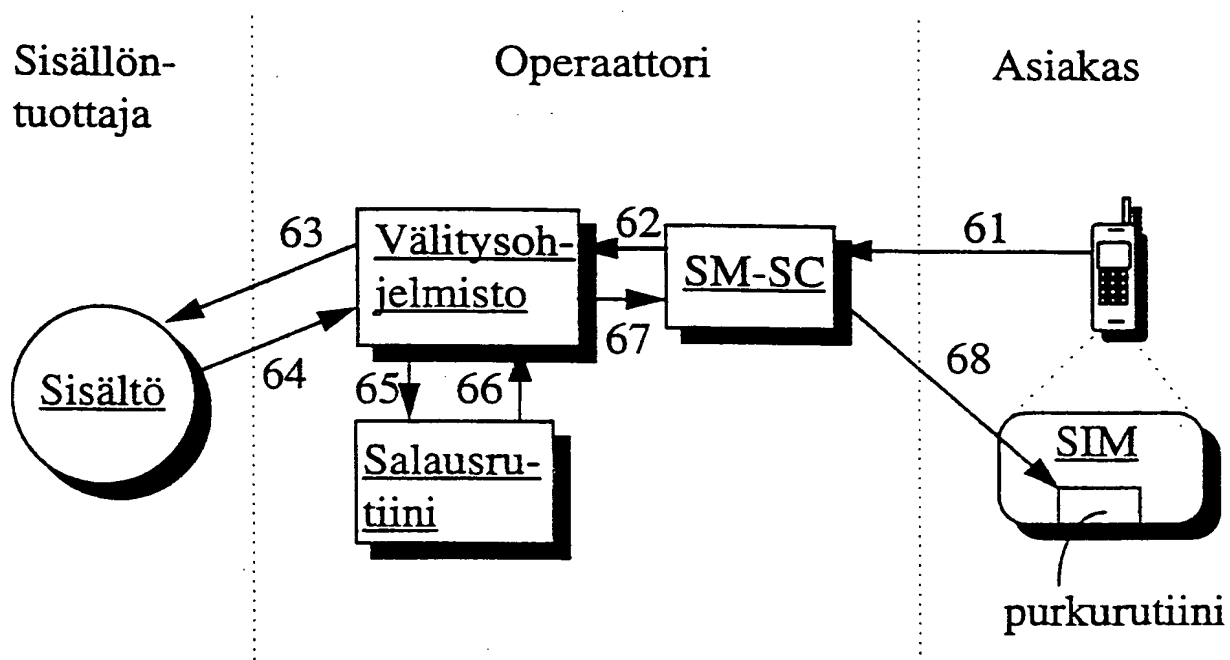 Sisällön-
tuottaja
Operaattori
Asiakas
63
Välitysoh-
jelmisto
62
SM-SC
61
67
64
Sisältö
65
66
68
Salausru-
tiini
SIM
purkurutiini